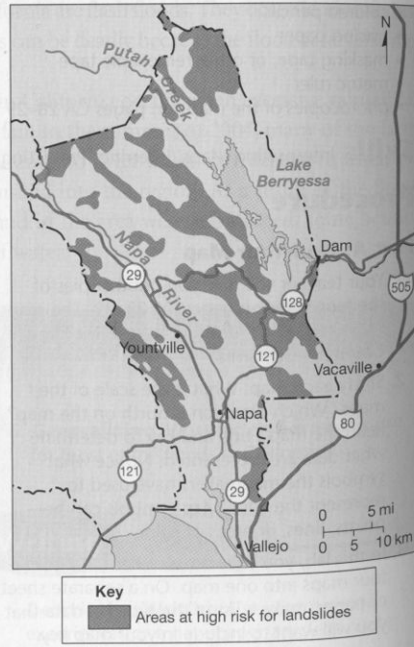 N
Putah
Creek
Lake
Berryessa
Dam
Napa
River
29
128
505
Yountville
121
Vacaville
Napa
80
121
29
Vallejo
0 5 mi
0 5 10 km
Key
Areas at high risk for landslides